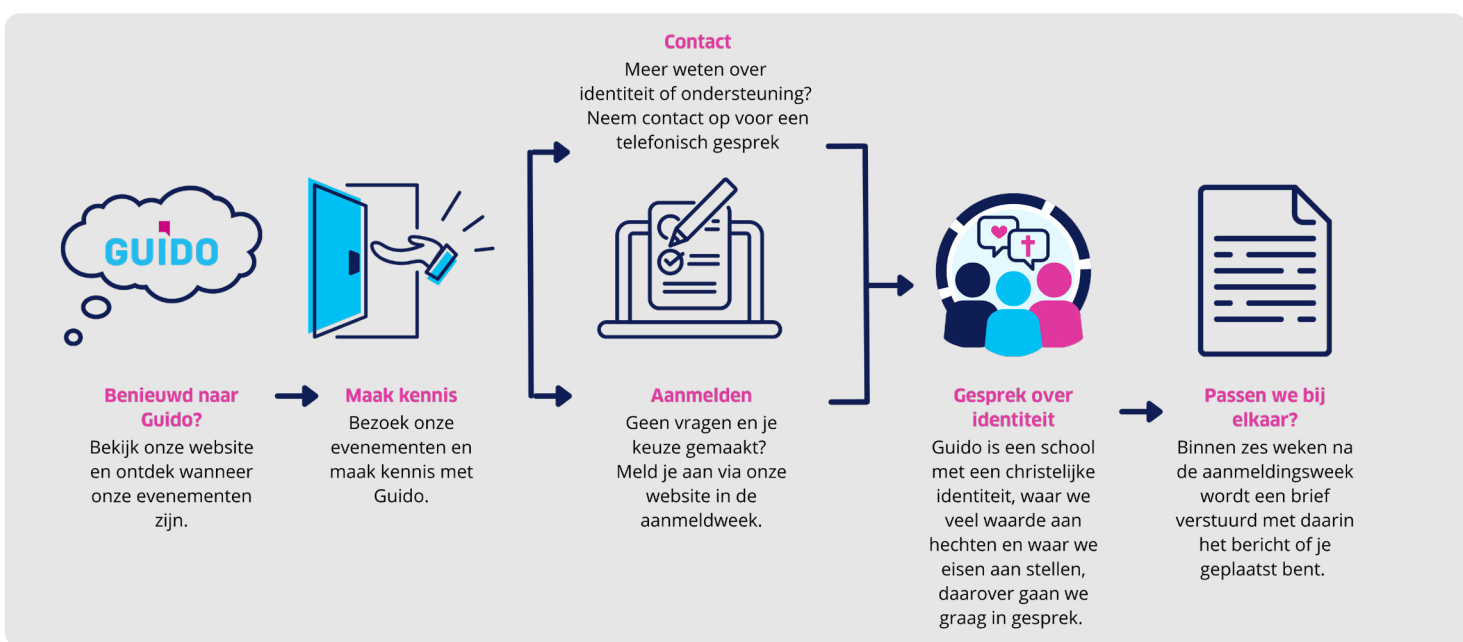 GUIDO
Benieuwd naar
Guido?
Bekijk onze website
en ontdek wanneer
onze evenementen
zijn.
Maak kennis
Bezoek onze
evenementen en
maak kennis met
Guido.
Contact
Meer weten over
identiteit of ondersteuning?
Neem contact op voor een
telefonisch gesprek
Aanmelden
Geen vragen en je
keuze gemaakt?
Meld je aan via onze
website in de
aanmeldweek.
Gesprek over
identiteit
Guido is een school
met een christelijke
identiteit, waar we
veel waarde aan
hechten en waar we
eisen aan stellen,
daarover gaan we
graag in gesprek.
Passen we bij
elkaar?
Binnen zes weken na
de aanmeldingsweek
wordt een brief
verstuurd met daarin
het bericht of je
geplaatst bent.